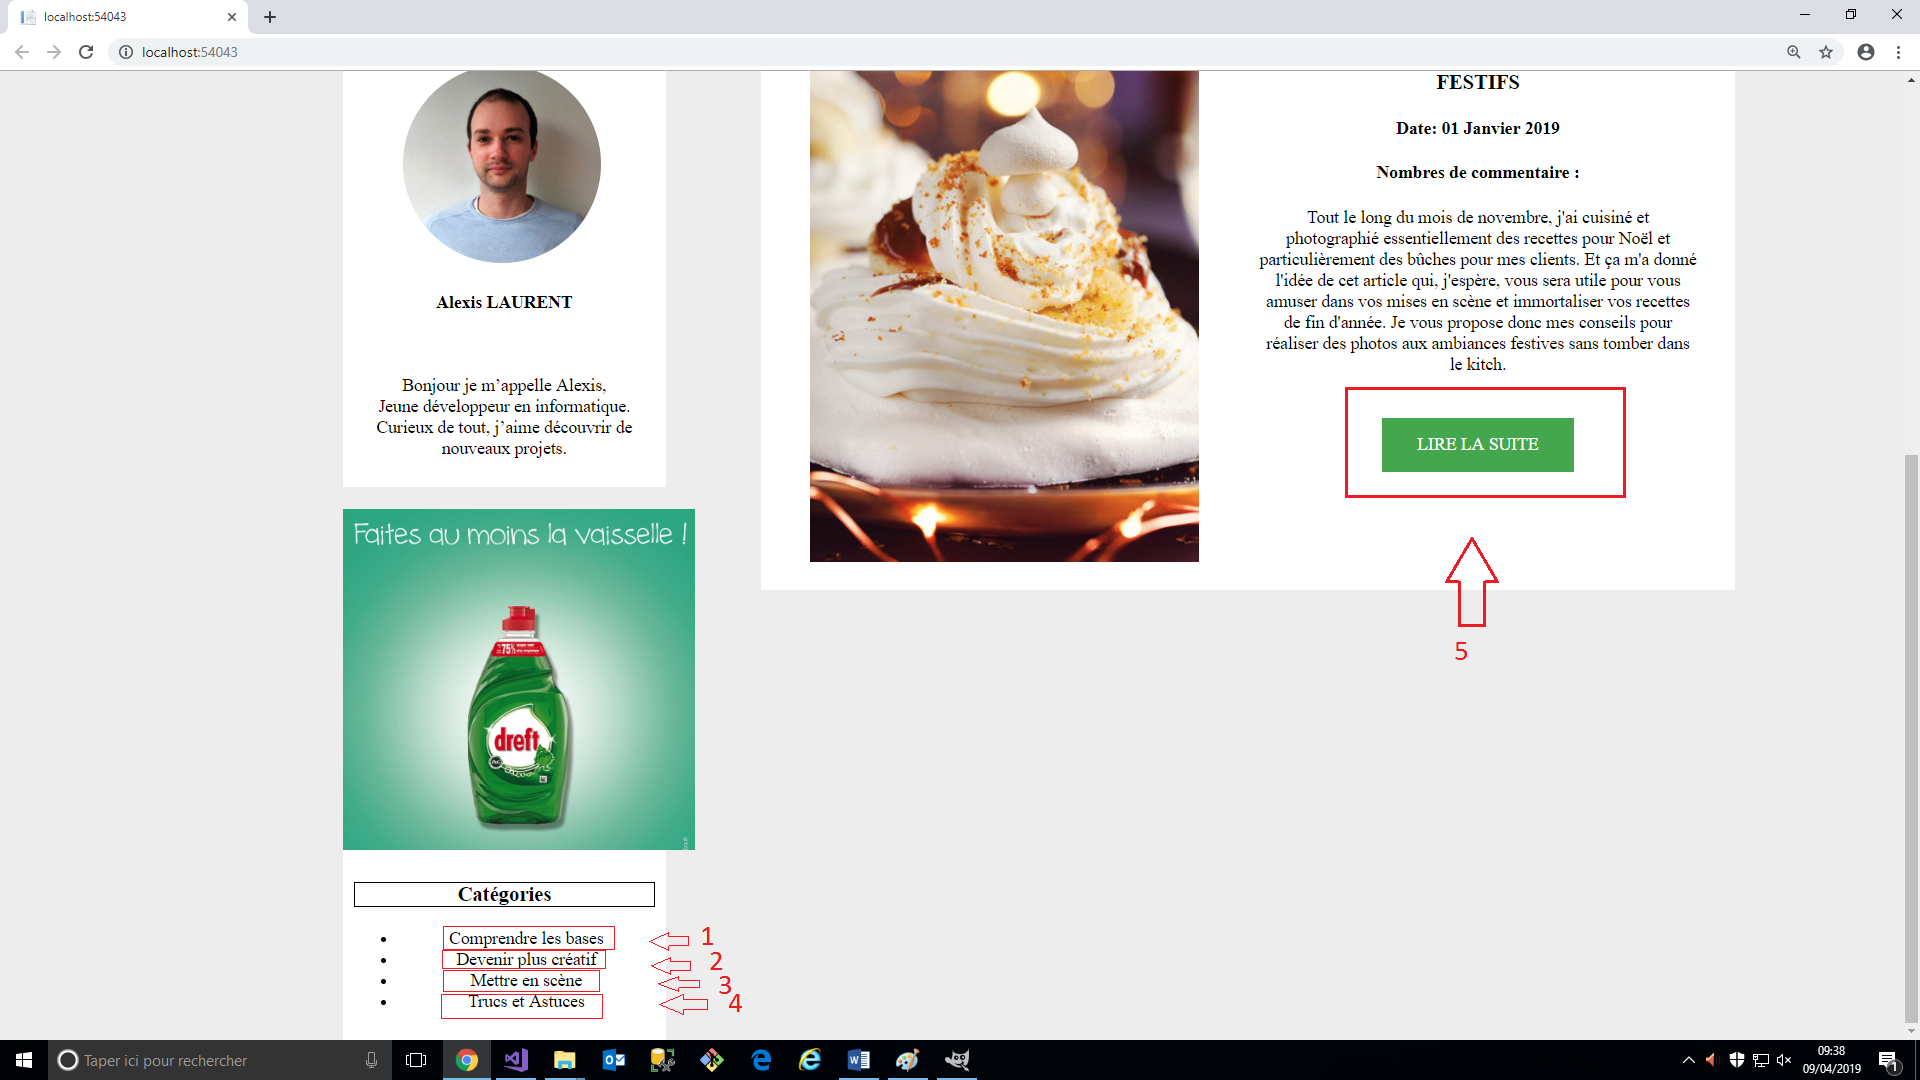 localhost:54043
localhost:54043
Alexis LAURENT
Bonjour je m’appelle Alexis,
Jeune développeur en informatique.
Curieux de tout, j’aime découvrir de
nouveaux projets.
Faites au moins la vaisselle !
75%
dreft
Catégories
Comprendre les bases
Devenir plus créatif
Mettre en scène
Trucs et Astuces
1
2
3
4
FESTIFS
Date: 01 Janvier 2019
Nombres de commentaire :
Tout le long du mois de novembre, j'ai cuisiné et
photographié essentiellement des recettes pour Noël et
particulièrement des bûches pour mes clients. Et ça m'a donné
l'idée de cet article qui, j'espère, vous sera utile pour vous
amuser dans vos mises en scène et immortaliser vos recettes
de fin d'année. Je vous propose donc mes conseils pour
réaliser des photos aux ambiances festives sans tomber dans
le kitch.
LIRE LA SUITE
5
Taper ici pour rechercher
09:38
09/04/2019
1